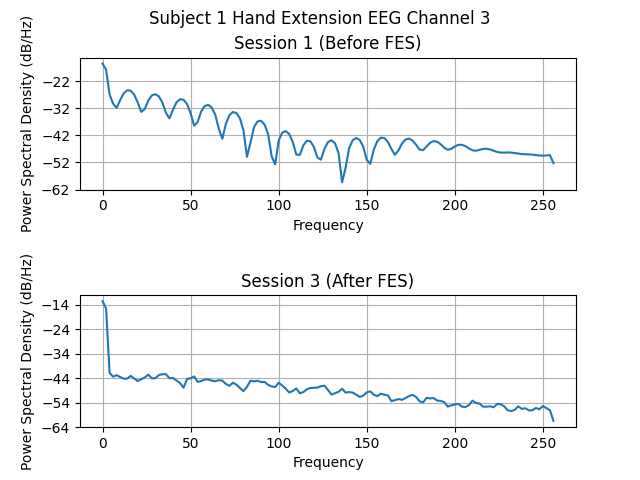 Subject 1 Hand Extension EEG Channel 3
Session 1 (Before FES)
Power Spectral Density (dB/Hz)
−22
−32
−42
−52
−62
0 50 100 150 200 250
Frequency
Session 3 (After FES)
Power Spectral Density (dB/Hz)
−14
−24
−34
−44
−54
−64
0 50 100 150 200 250
Frequency